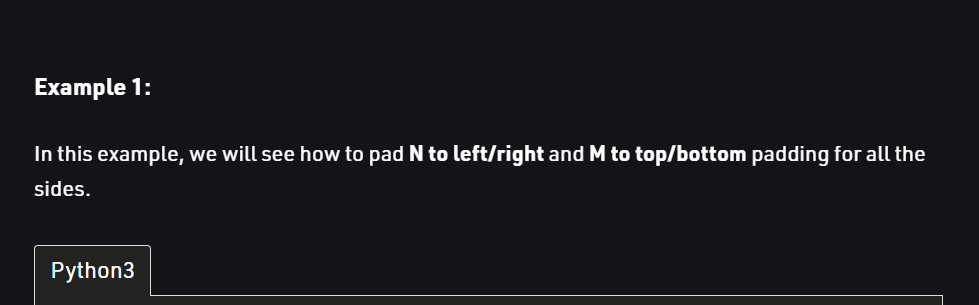 Example 1:
In this example, we will see how to pad N to left/right and M to top/bottom padding for all the
sides.
Python3